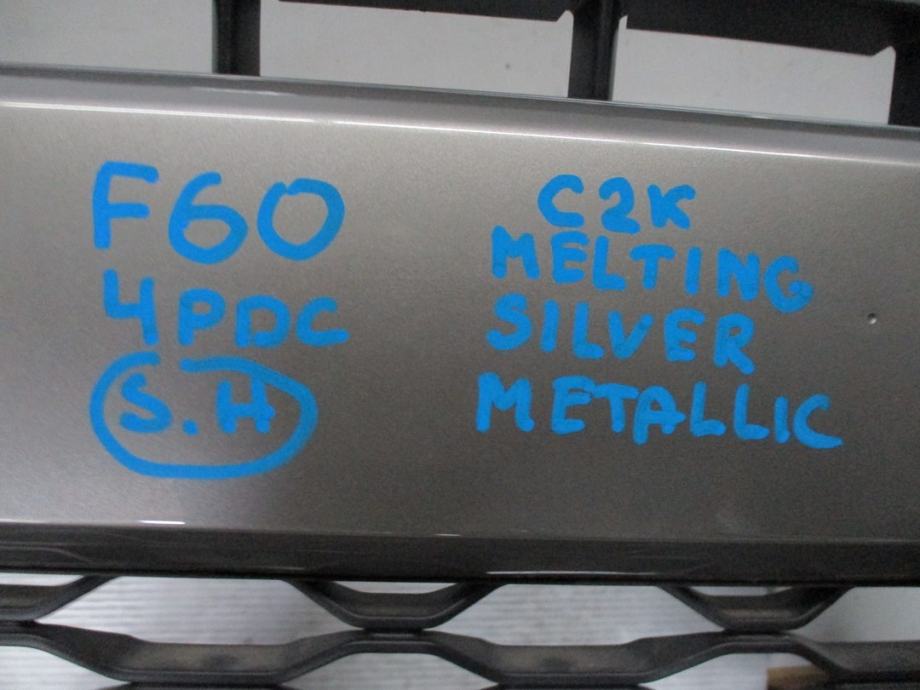 F60
4PDC
S.H
C2K
MELTING
SILVER
METALLIC